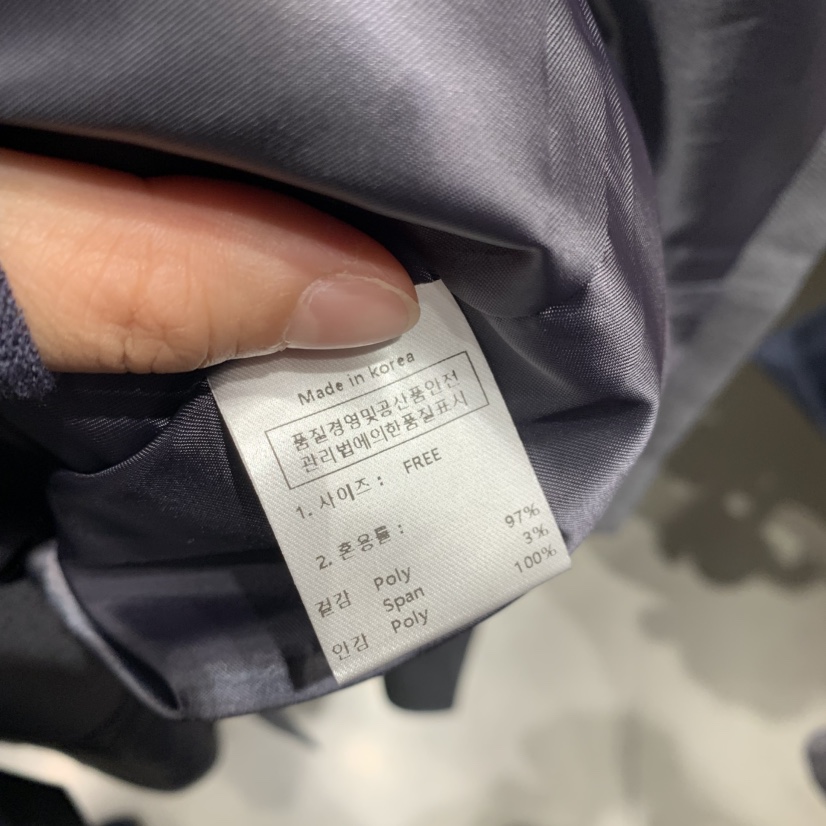 Made in korea
품질경영및공산품안전
관리법에의한품질표시
1. 사이즈 : FREE
2. 혼용률 :
겉감 Poly 97%
Span 3%
안감 Poly 100%